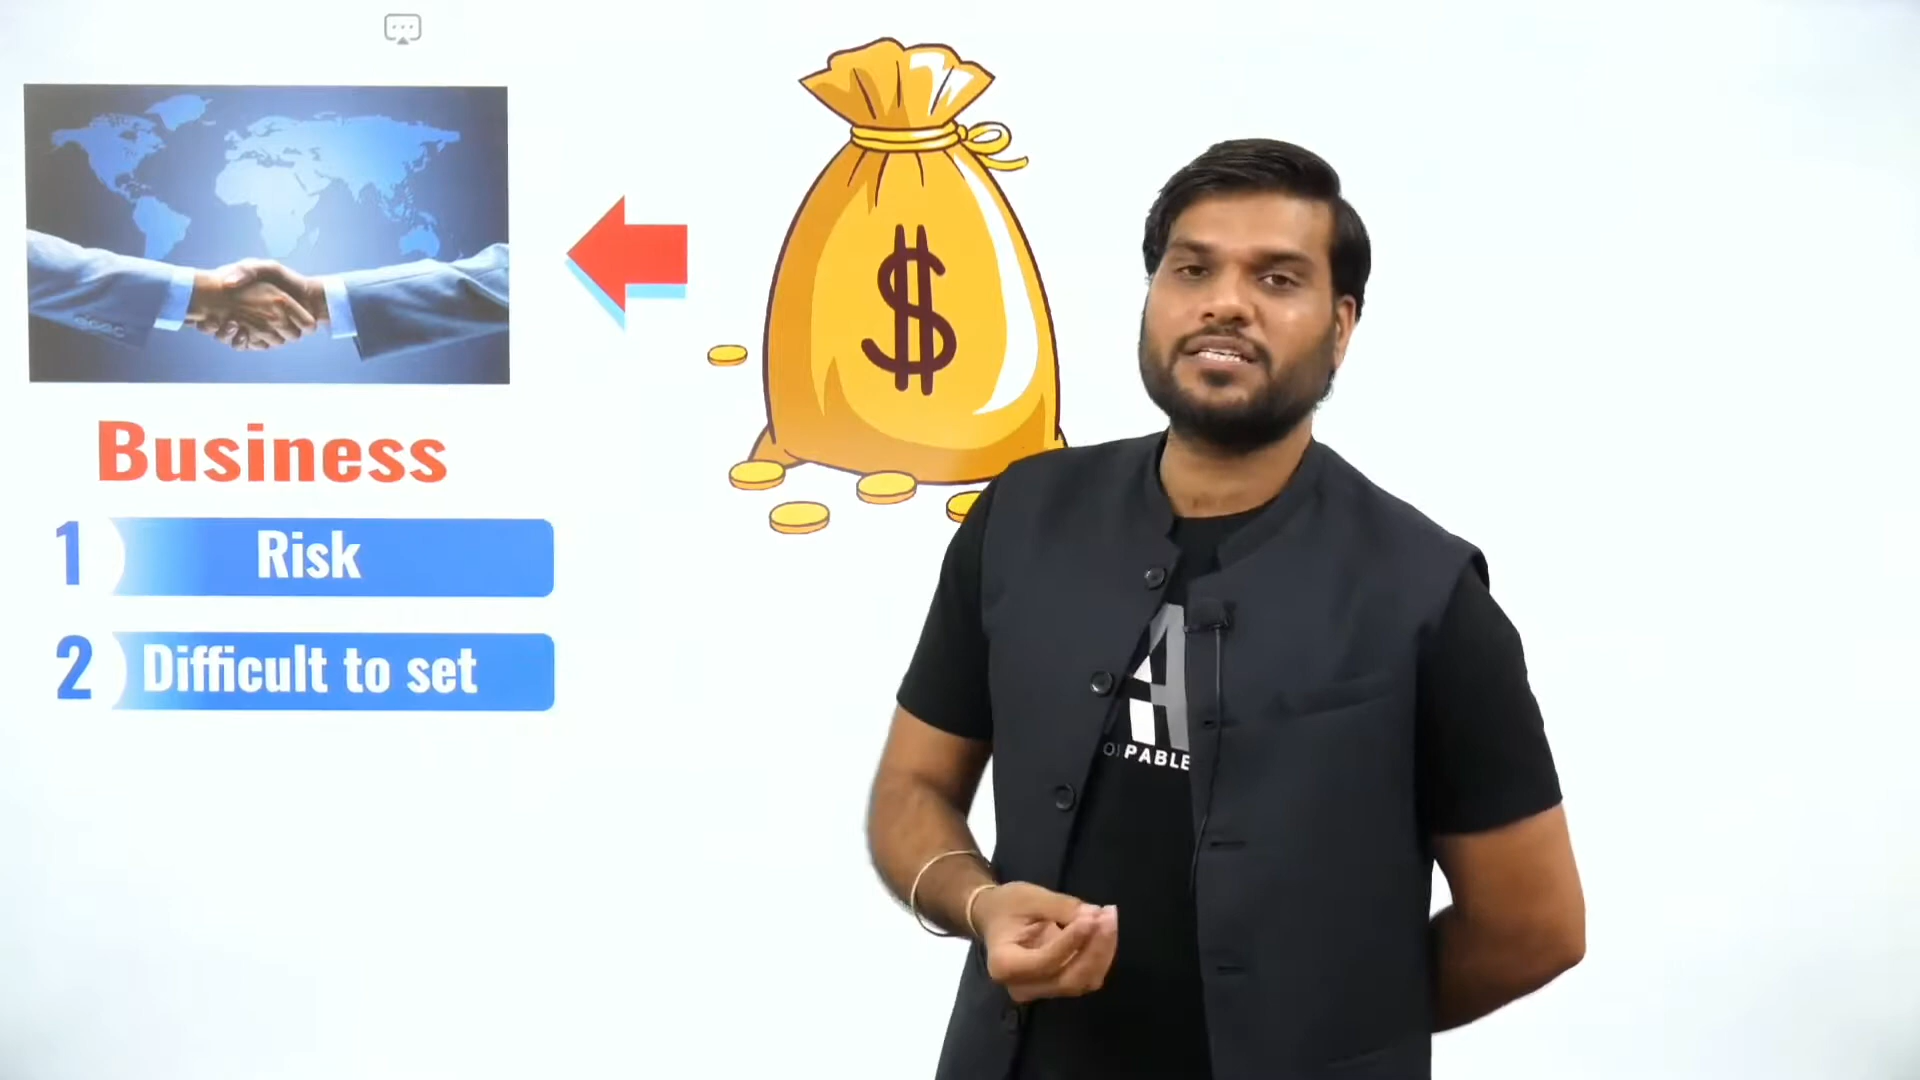 $
Business
1 Risk
2 Difficult to set
A
PABLE